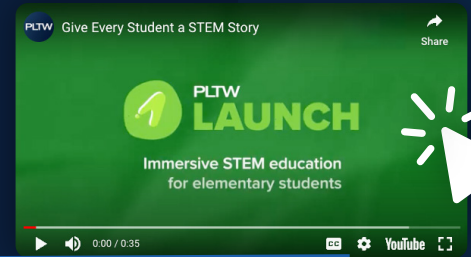 PLTW Give Every Student a STEM Story
Share
PLTW
LAUNCH
Immersive STEM education
for elementary students
0:00 / 0:35
CC
YouTube